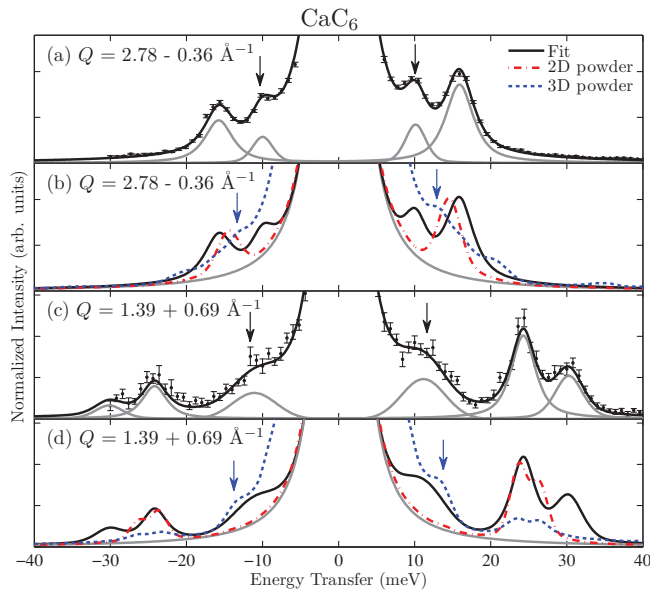 CaC₆
(a) Q = 2.78 - 0.36 Å⁻¹
Fit
2D powder
3D powder
(b) Q = 2.78 - 0.36 Å⁻¹
(c) Q = 1.39 + 0.69 Å⁻¹
(d) Q = 1.39 + 0.69 Å⁻¹
Normalized Intensity (arb. units)
−40 −30 −20 −10 0 10 20 30 40
Energy Transfer (meV)